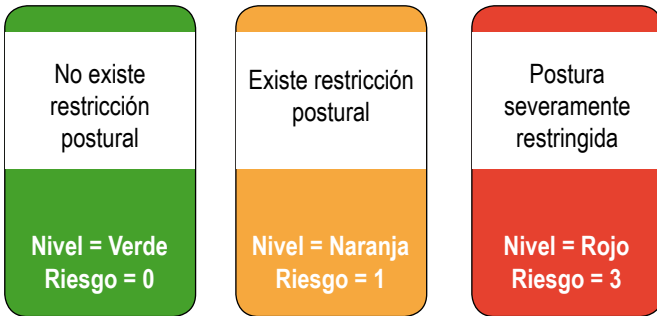 No existe
restricción
postural
Nivel = Verde
Riesgo = 0
Existe restricción
postural
Nivel = Naranja
Riesgo = 1
Postura
severamente
restringida
Nivel = Rojo
Riesgo = 3